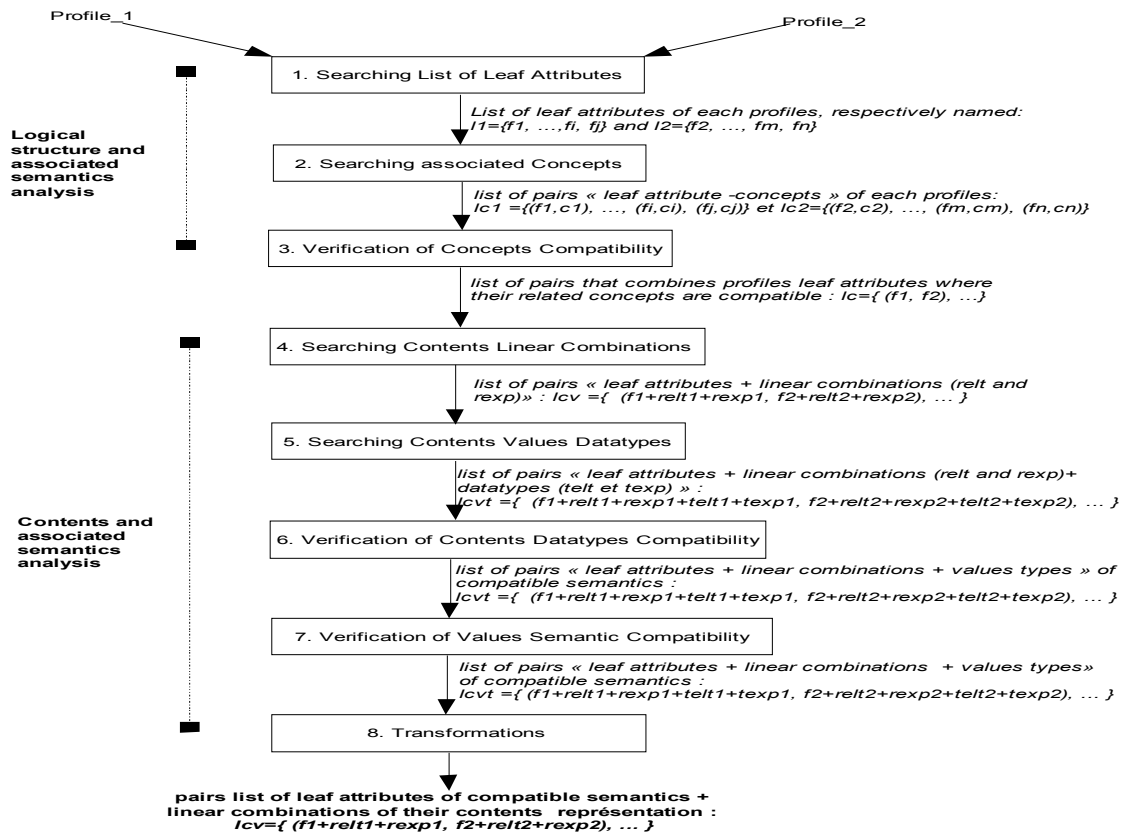 Profile_1
Profile_2
1. Searching List of Leaf Attributes
List of leaf attributes of each profiles, respectively named:
l1={f1, …,fi, fj} and l2={f2, …, fm, fn}
Logical
structure and
associated
semantics
analysis
2. Searching associated Concepts
list of pairs « leaf attribute -concepts » of each profiles:
lc1 ={(f1,c1), …, (fi,ci), (fj,cj)} et lc2={(f2,c2), …, (fm,cm), (fn,cn)}
3. Verification of Concepts Compatibility
list of pairs that combines profiles leaf attributes where
their related concepts are compatible : lc={ (f1, f2), …}
4. Searching Contents Linear Combinations
list of pairs « leaf attributes + linear combinations (relt and
rexp)» : lcv ={  (f1+relt1+rexp1, f2+relt2+rexp2), … }
5. Searching Contents Values Datatypes
list of pairs « leaf attributes + linear combinations (relt and rexp)+
datatypes (telt et texp) » :
lcvt ={  (f1+relt1+rexp1+telt1+texp1, f2+relt2+rexp2+telt2+texp2), … }
Contents and
associated
semantics
analysis
6. Verification of Contents Datatypes Compatibility
list of pairs « leaf attributes + linear combinations + values types » of
compatible semantics :
lcvt ={  (f1+relt1+rexp1+telt1+texp1, f2+relt2+rexp2+telt2+texp2), … }
7. Verification of Values Semantic Compatibility
list of pairs « leaf attributes + linear combinations  + values types»
of compatible semantics :
lcvt ={ (f1+relt1+rexp1+telt1+texp1, f2+relt2+rexp2+telt2+texp2), … }
8. Transformations
pairs list of leaf attributes of compatible semantics +
linear combinations of their contents  représentation :
lcv={ (f1+relt1+rexp1, f2+relt2+rexp2), … }